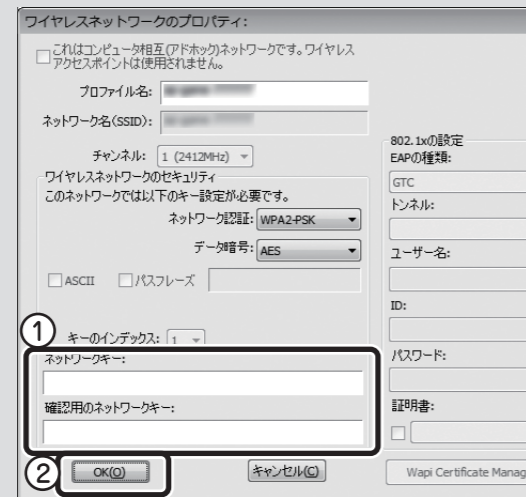 ワイヤレスネットワークのプロパティ:
これはコンピュータ相互(アドホック)ネットワークです。ワイヤレス
アクセスポイントは使用されません。
プロファイル名:
ネットワーク名(SSID):
チャンネル: 1 (2412MHz)
ワイヤレスネットワークのセキュリティ
このネットワークでは以下のキー設定が必要です。
ネットワーク認証: WPA2-PSK
データ暗号: AES
ASCII パスフレーズ
キーのインデックス: 1
① ネットワークキー:
確認用のネットワークキー:
② OK(O) キャンセル(C)
802.1xの設定
EAPの種類:
GTC
トンネル:
ユーザー名:
ID:
パスワード:
証明書:
Wapi Certificate Manag